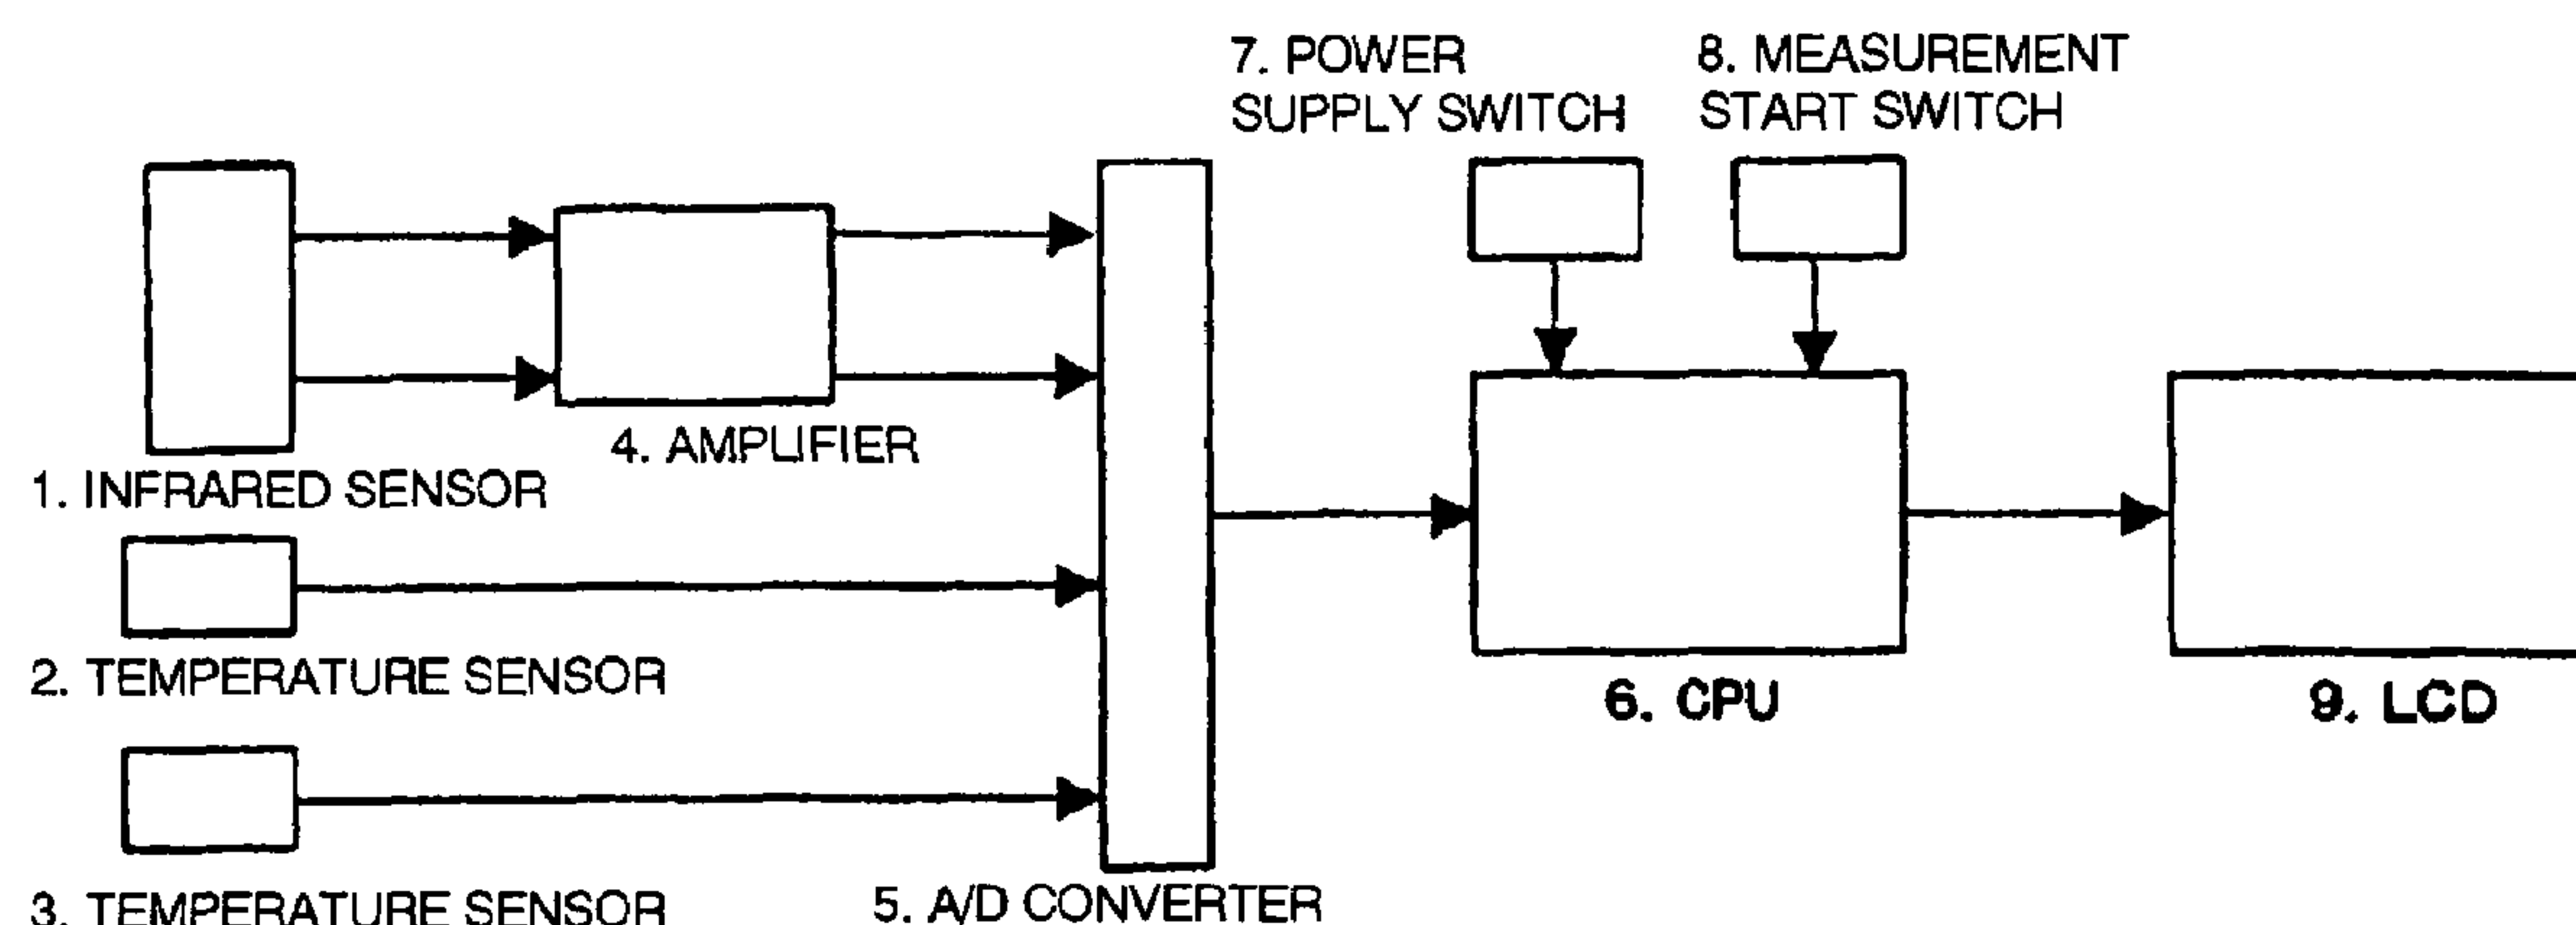 7. POWER
SUPPLY SWITCH
8. MEASUREMENT
START SWITCH
4. AMPLIFIER
1. INFRARED SENSOR
2. TEMPERATURE SENSOR
6. CPU
9. LCD
3. TEMPERATURE SENSOR
5. A/D CONVERTER